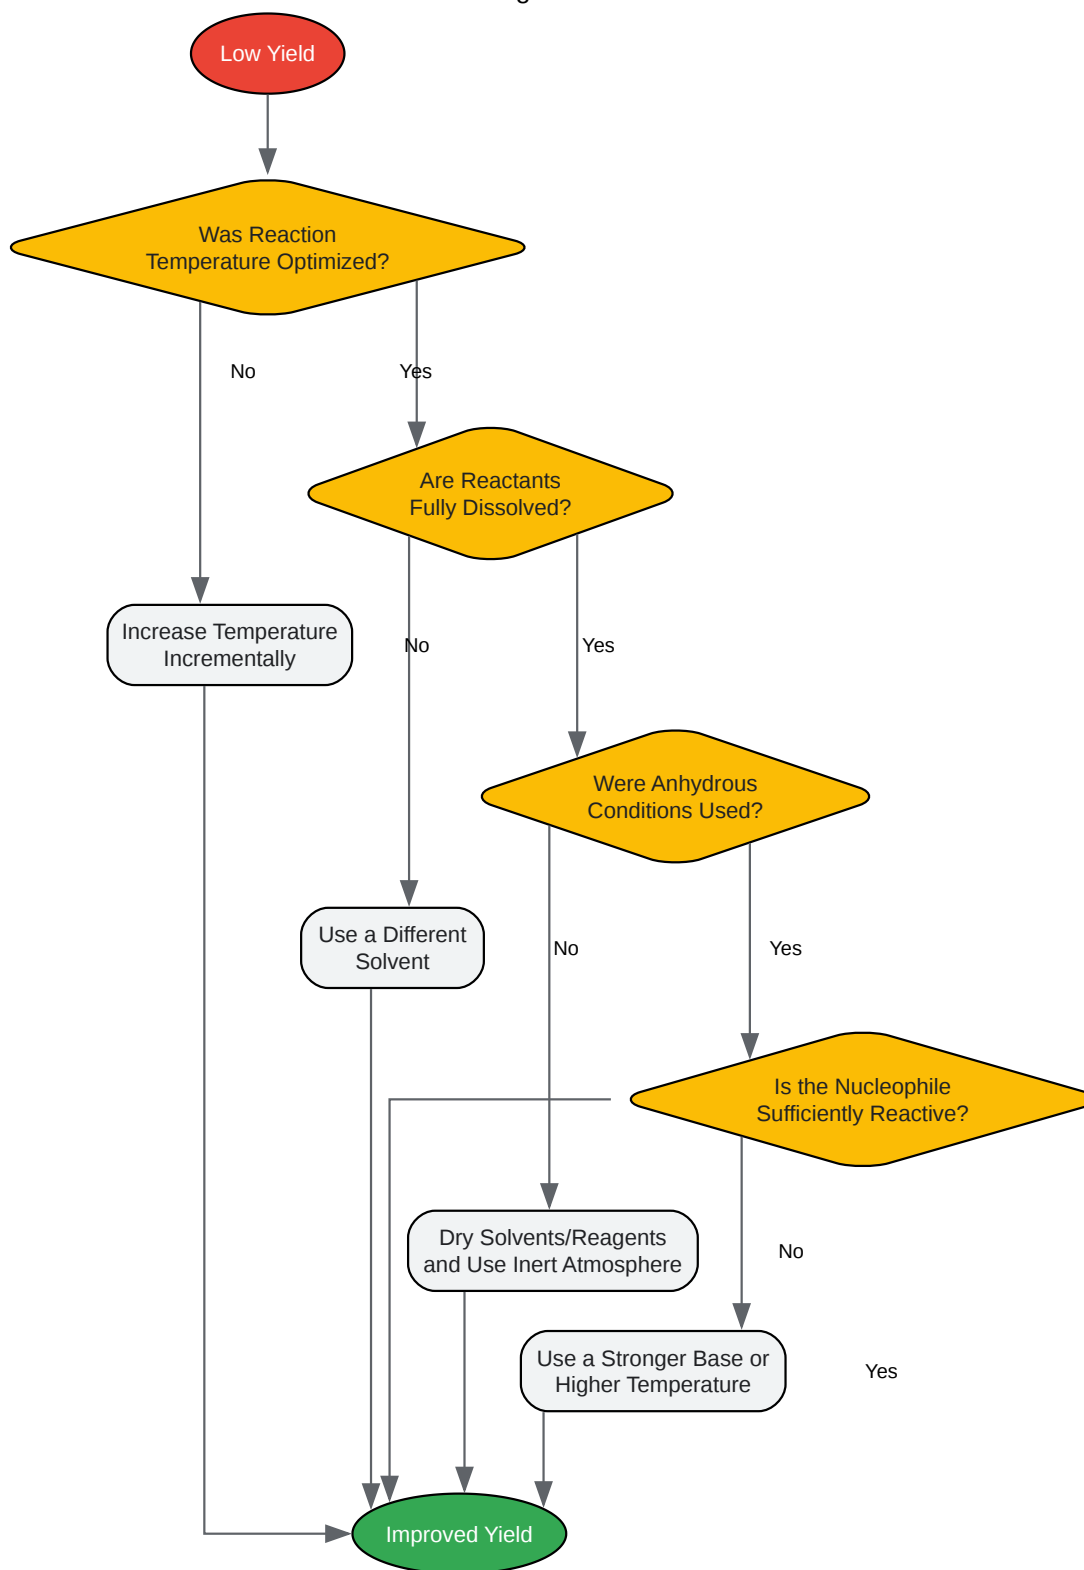 Low Yield
Was Reaction
Temperature Optimized?
No
Yes
Are Reactants
Fully Dissolved?
Increase Temperature
Incrementally
No
Yes
Were Anhydrous
Conditions Used?
Use a Different
Solvent
No
Yes
Is the Nucleophile
Sufficiently Reactive?
Dry Solvents/Reagents
and Use Inert Atmosphere
No
Use a Stronger Base or
Higher Temperature
Yes
Improved Yield